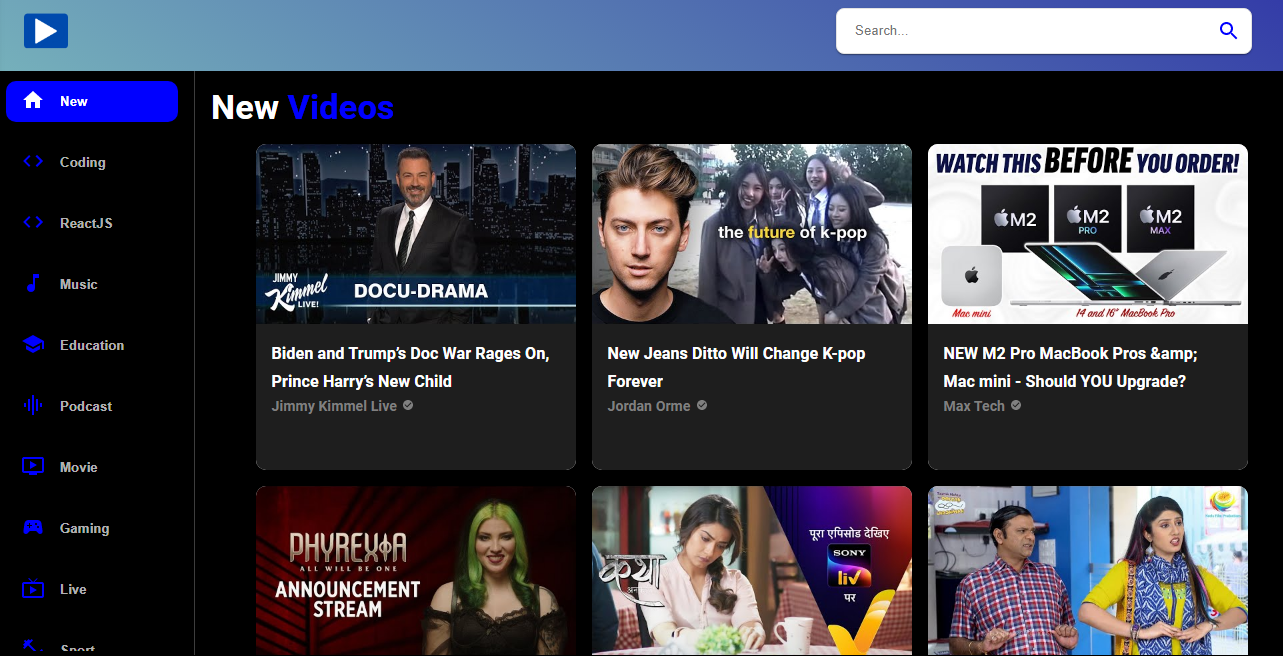 Search...
New
Coding
ReactJS
Music
Education
Podcast
Movie
Gaming
Live
Sport
New Videos
JIMMY
Kimmel
LIVE!
DOCU-DRAMA
Biden and Trump’s Doc War Rages On,
Prince Harry’s New Child
Jimmy Kimmel Live
the future of k-pop
New Jeans Ditto Will Change K-pop
Forever
Jordan Orme
WATCH THIS BEFORE YOU ORDER!
M2
M2
PRO
M2
MAX
Mac mini
14 and 16" MacBook Pro
NEW M2 Pro MacBook Pros &amp;
Mac mini - Should YOU Upgrade?
Max Tech
PHYREXIA
ALL WILL BE ONE
ANNOUNCEMENT
STREAM
कथा
पूरा एपिसोड देखिए
SONY
liv
पर